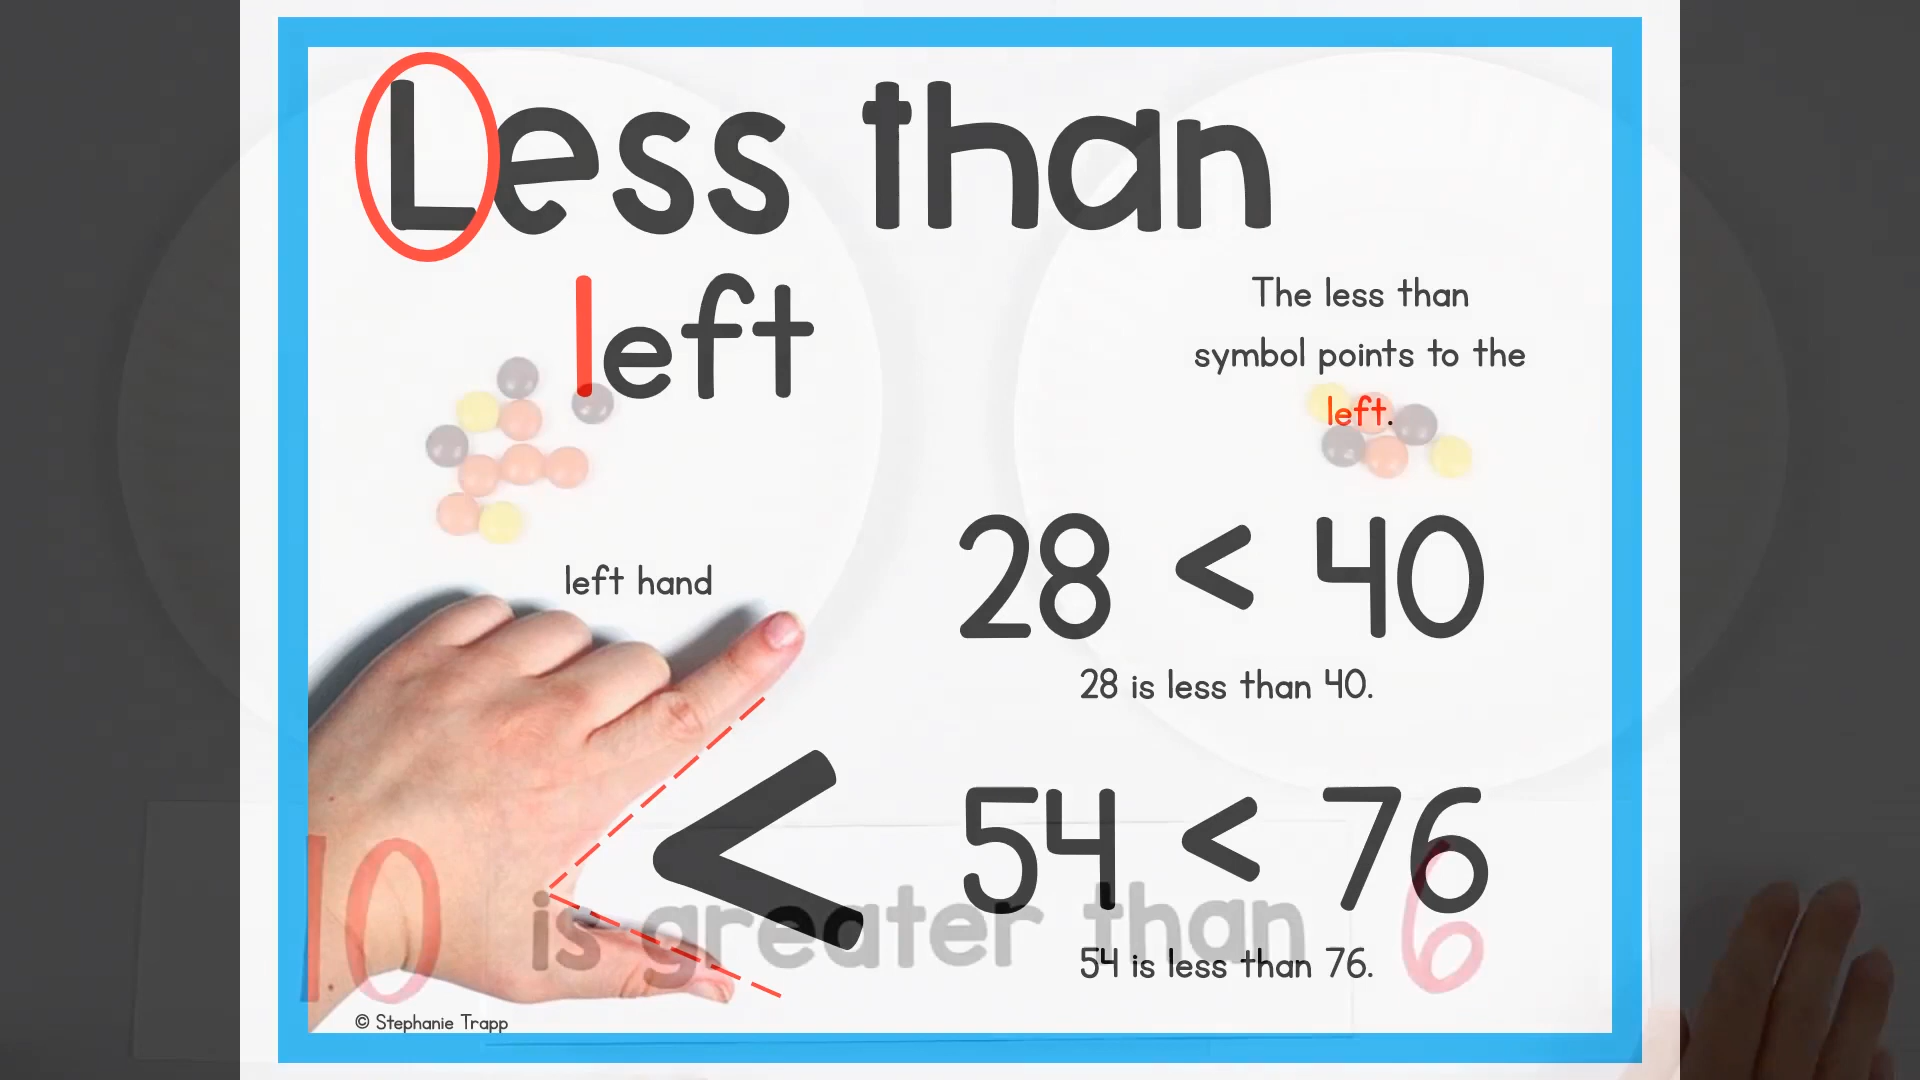 Less than
left
The less than
symbol points to the
left.
28 < 40
left hand
28 is less than 40.
<
54 < 76
10 is greater than 6
54 is less than 76.
© Stephanie Trapp